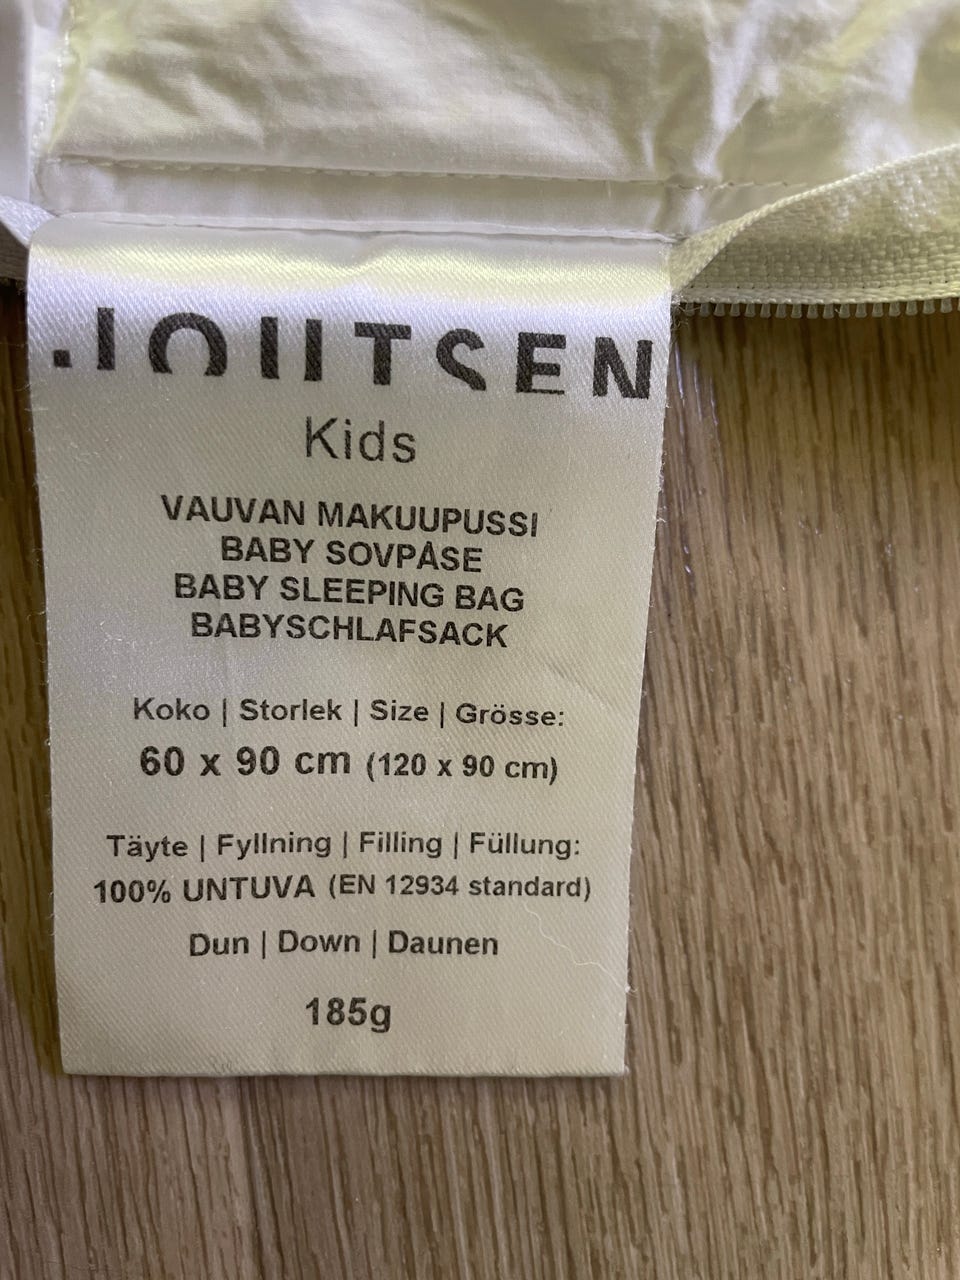 JOUTSEN
Kids
VAUVAN MAKUUPUSSI
BABY SOVPÅSE
BABY SLEEPING BAG
BABYSCHLAFSACK
Koko | Storlek | Size | Grösse:
60 x 90 cm (120 x 90 cm)
Täyte | Fyllning | Filling | Füllung:
100% UNTUVA (EN 12934 standard)
Dun | Down | Daunen
185g